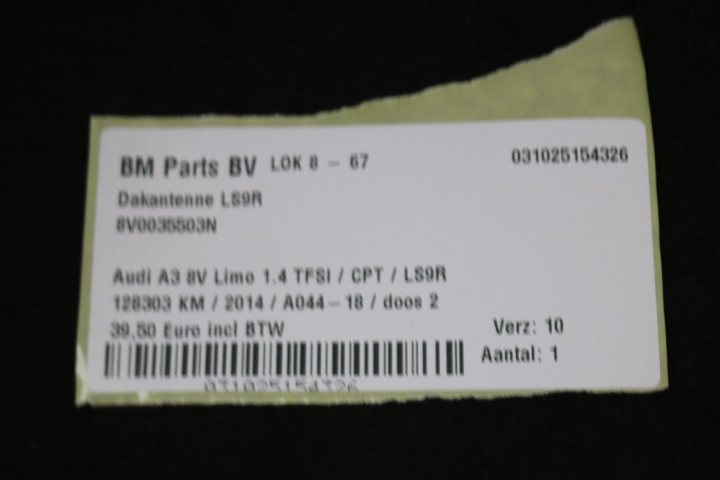 BM Parts BV LOK 8 - 67 031025154326
Dakantenne LS9R
8V0035503N
Audi A3 8V Limo 1.4 TFSI / CPT / LS9R
128303 KM / 2014 / A044-18 / doos 2
39,50 Euro incl BTW Verz: 10
Aantal: 1
031025154326